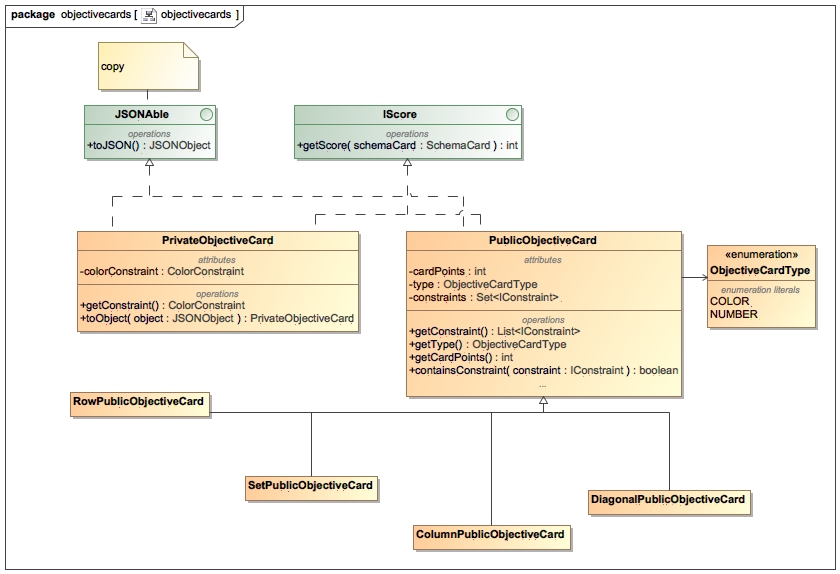 package objectivecards [ objectivecards ]
copy
JSONAble
operations
+toJSON() : JSONObject
IScore
operations
+getScore( schemaCard : SchemaCard ) : int
PrivateObjectiveCard
attributes
-colorConstraint : ColorConstraint
operations
+getConstraint() : ColorConstraint
+toObject( object : JSONObject ) : PrivateObjectiveCard
PublicObjectiveCard
attributes
-cardPoints : int
-type : ObjectiveCardType
-constraints : Set<IConstraint>
operations
+getConstraint() : List<IConstraint>
+getType() : ObjectiveCardType
+getCardPoints() : int
+containsConstraint( constraint : IConstraint ) : boolean
...
«enumeration»
ObjectiveCardType
enumeration literals
COLOR
NUMBER
RowPublicObjectiveCard
SetPublicObjectiveCard
ColumnPublicObjectiveCard
DiagonalPublicObjectiveCard